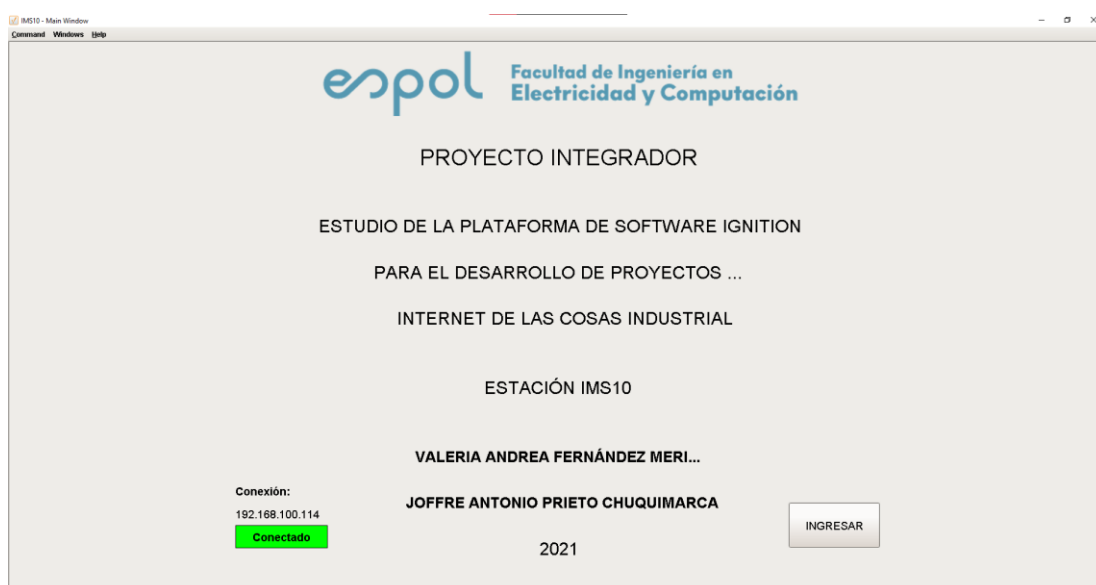 IMS10 - Main Window
Command Windows Help
espol
Facultad de Ingeniería en
Electricidad y Computación
PROYECTO INTEGRADOR
ESTUDIO DE LA PLATAFORMA DE SOFTWARE IGNITION
PARA EL DESARROLLO DE PROYECTOS ...
INTERNET DE LAS COSAS INDUSTRIAL
ESTACIÓN IMS10
VALERIA ANDREA FERNÁNDEZ MERI...
JOFFRE ANTONIO PRIETO CHUQUIMARCA
2021
Conexión:
192.168.100.114
Conectado
INGRESAR